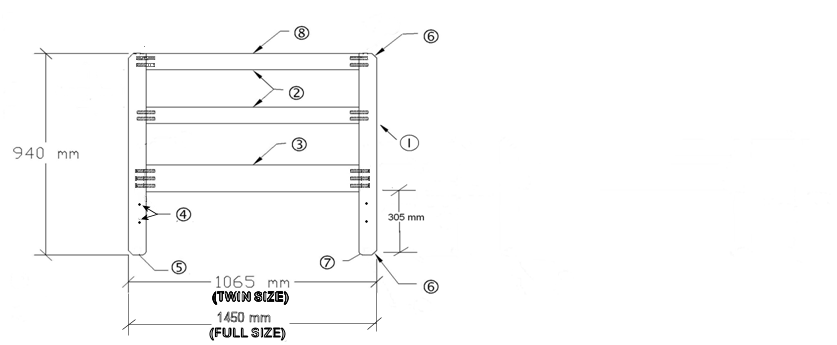 ⑧
⑥
②
940 mm
③
①
④
305 mm
⑤
⑦
1065 mm
(TWIN SIZE)
⑥
1450 mm
(FULL SIZE)